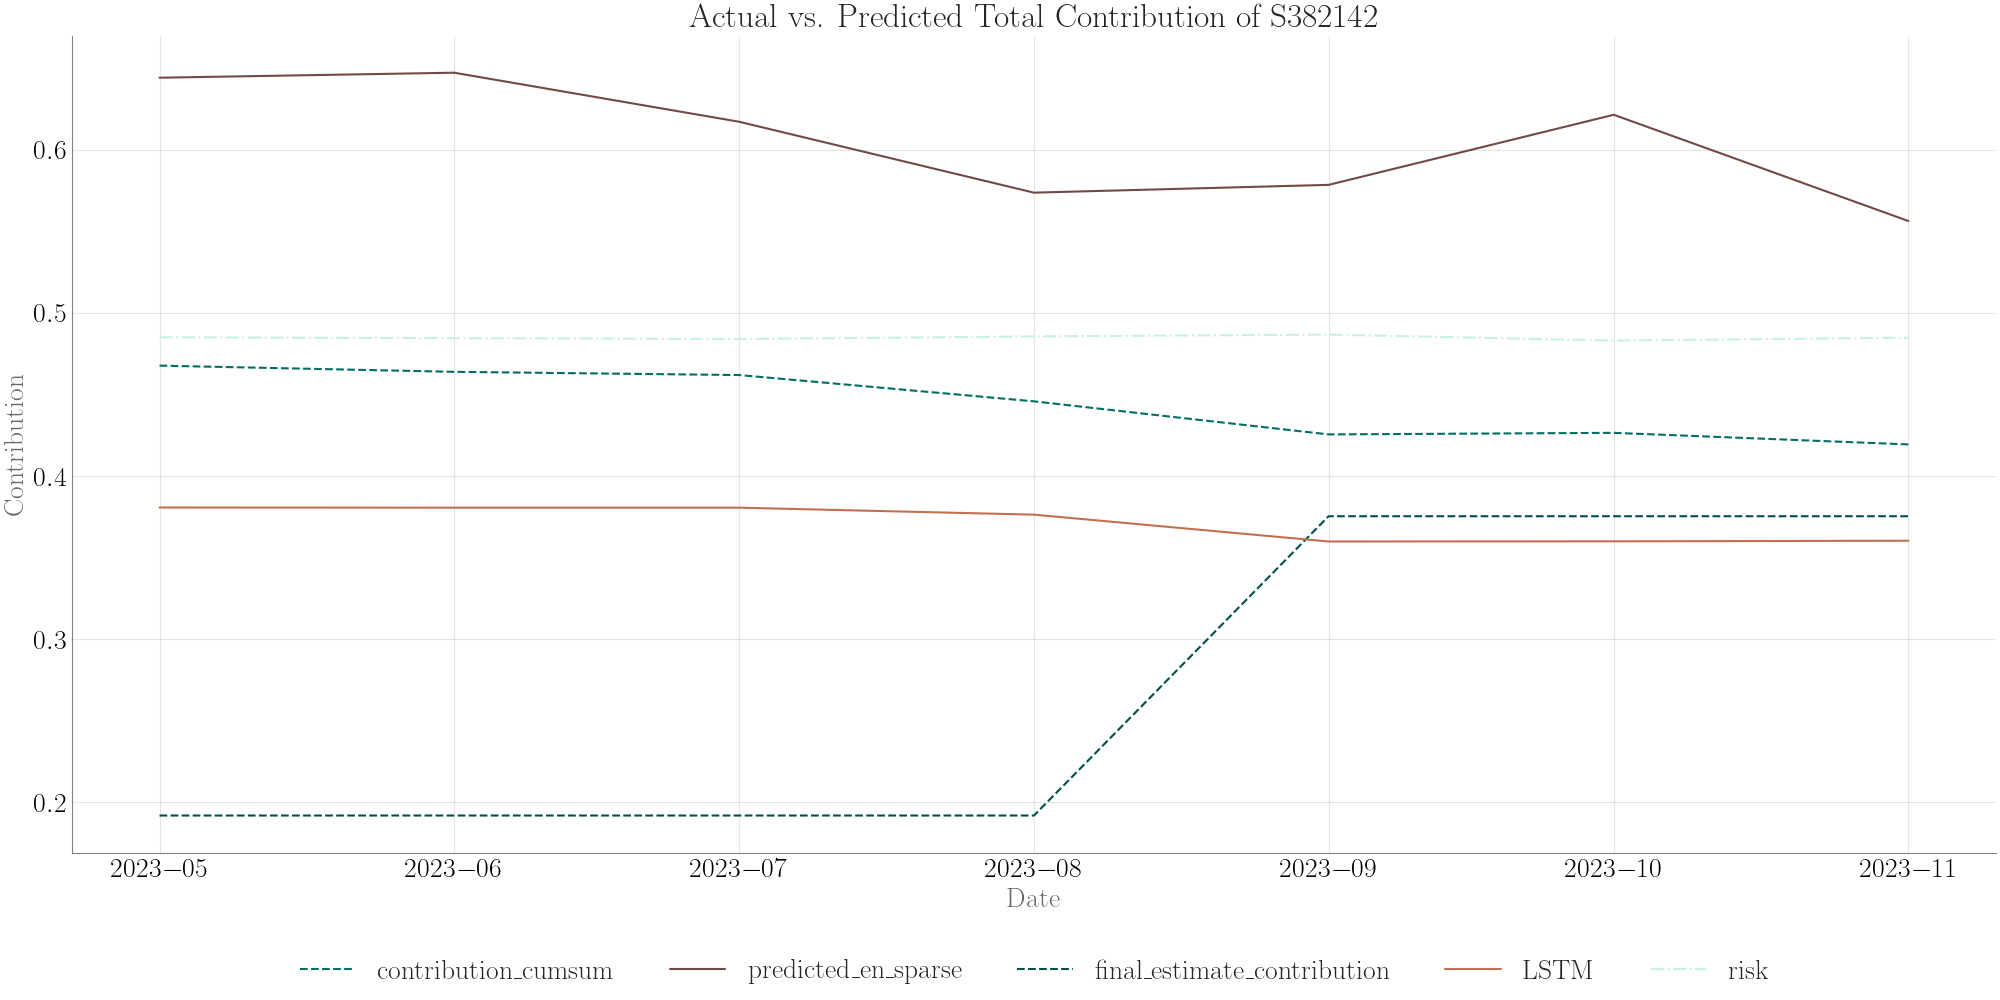 Actual vs. Predicted Total Contribution of S382142
Contribution
0.6
0.5
0.4
0.3
0.2
2023–05 2023–06 2023–07 2023–08 2023–09 2023–10 2023–11
Date
contribution_cumsum predicted_en_sparse final_estimate_contribution LSTM risk